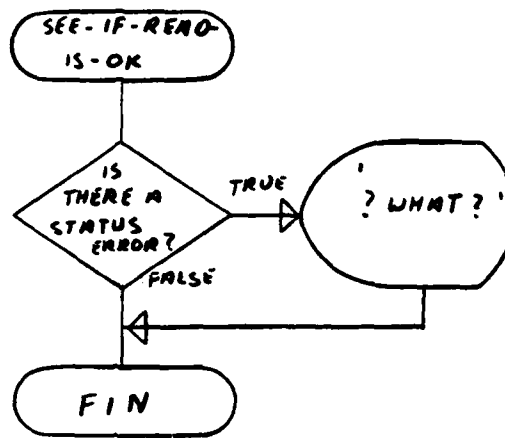 SEE-IF-READ-
IS-OK
IS
THERE A
STATUS
ERROR?
TRUE
'? WHAT?'
FALSE
FIN